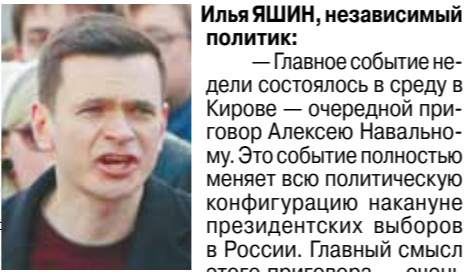 Илья ЯШИН, независимый
политик:
— Главное событие не-
дели состоялось в среду в
Кирове — очередной при-
говор Алексею Навально-
му. Это событие полностью
меняет всю политическую
конфигурацию накануне
президентских выборов
в России. Главный смысл
этого приговора — очень